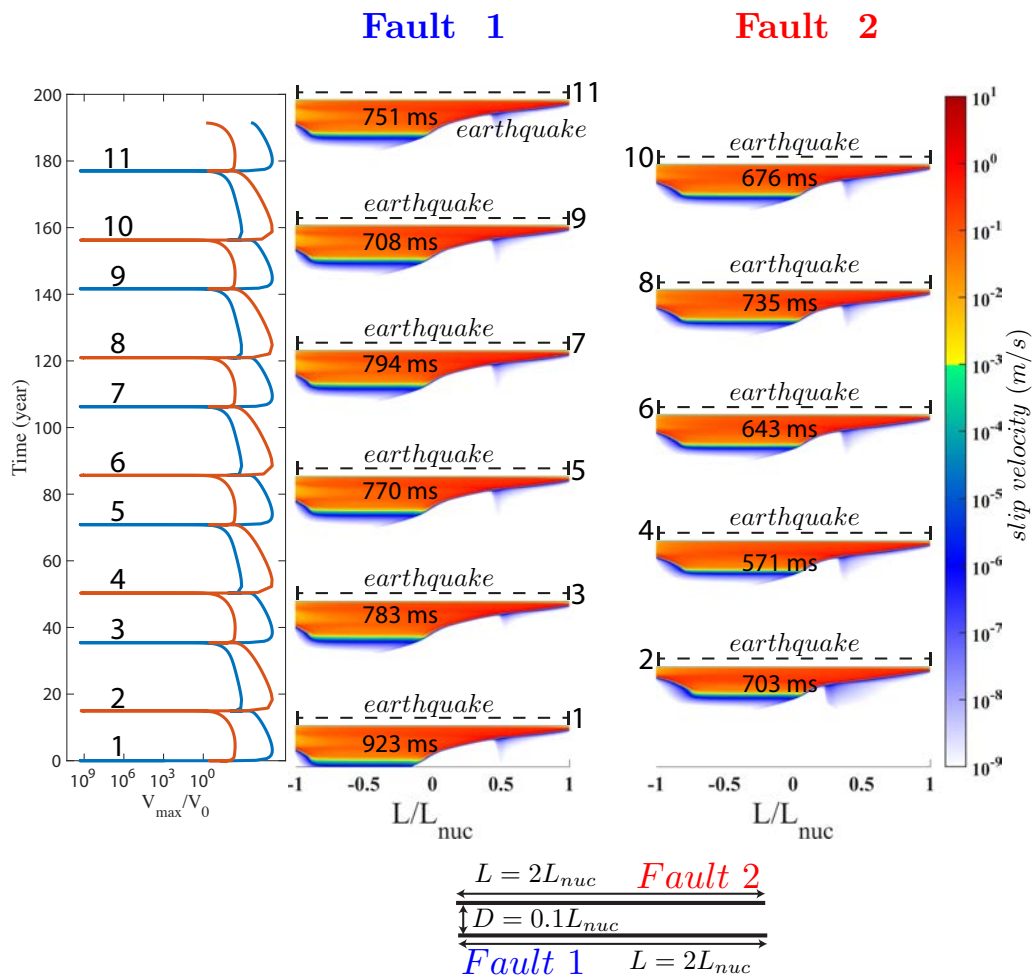 Fault 1
Fault 2
200
180
160
140
120
100
80
60
40
20
0
Time (year)
11
10
9
8
7
6
5
4
3
2
1
10^9 10^6 10^3 10^0
V_max/V_0
11
751 ms
earthquake
earthquake
9
708 ms
earthquake
7
794 ms
earthquake
5
770 ms
earthquake
3
783 ms
earthquake
1
923 ms
-1 -0.5 0 0.5 1
L/L_nuc
earthquake
10
676 ms
earthquake
8
735 ms
earthquake
6
643 ms
earthquake
4
571 ms
earthquake
2
703 ms
-1 -0.5 0 0.5 1
L/L_nuc
10^1
10^0
10^-1
10^-2
10^-3
10^-4
10^-5
10^-6
10^-7
10^-8
10^-9
slip velocity (m/s)
L = 2L_nuc Fault 2
D = 0.1L_nuc
Fault 1 L = 2L_nuc